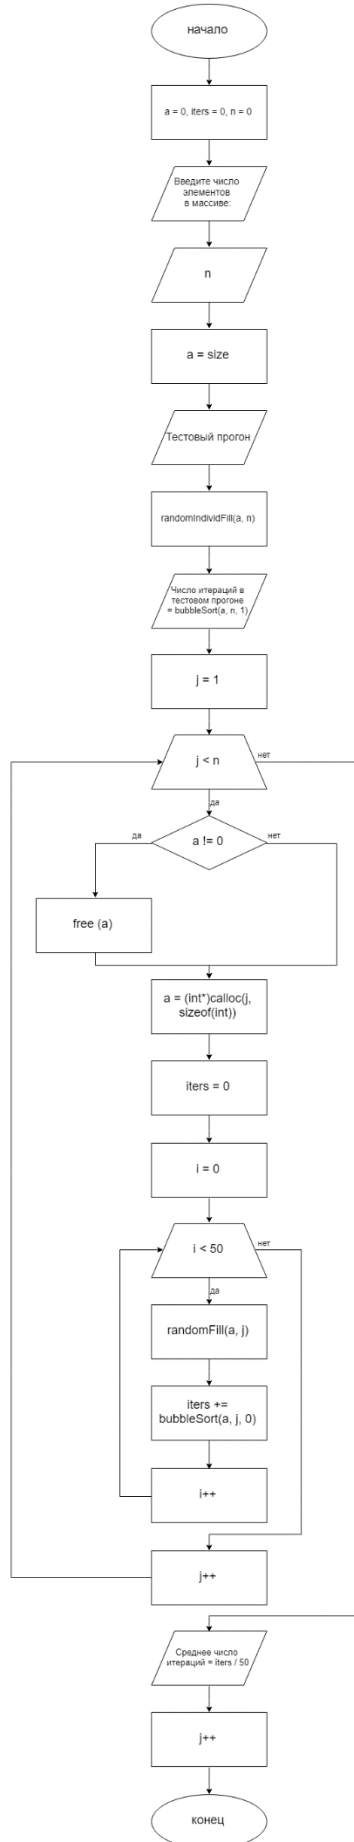 начало
a = 0, iters = 0, n = 0
Введите число
элементов
в массиве:
n
a = size
Тестовый прогон
randomIndividFill(a, n)
Число итераций в
тестовом прогоне
= bubbleSort(a, n, 1)
j = 1
j < n
нет
да
a != 0
да
нет
free (a)
a = (int*)calloc(j,
sizeof(int))
iters = 0
i = 0
i < 50
нет
да
randomFill(a, j)
iters +=
bubbleSort(a, j, 0)
i++
j++
Среднее число
итераций = iters / 50
j++
конец